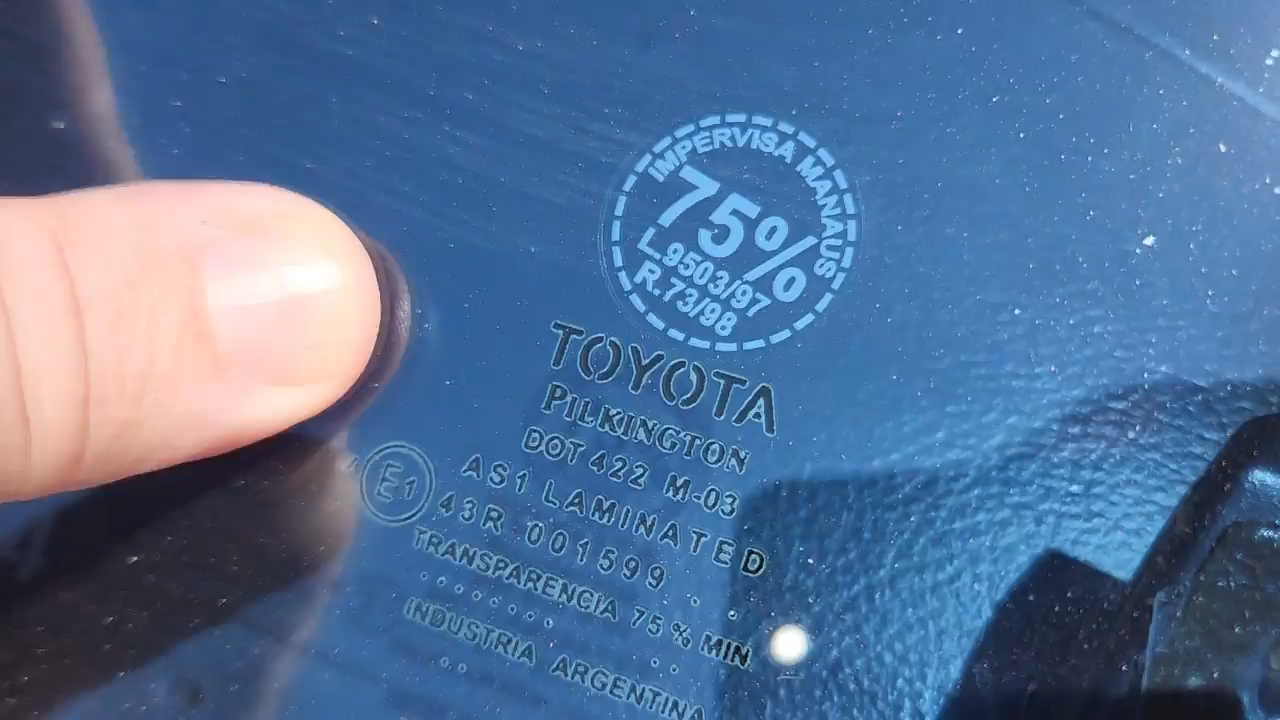 IMPERVISA MANAUS
75%
L.9503/97
R.73/98
TOYOTA
PILKINGTON
DOT 422 M-03
AS1 LAMINATED
E1 43R 001599
TRANSPARENCIA 75 % MIN
INDUSTRIA ARGENTINA